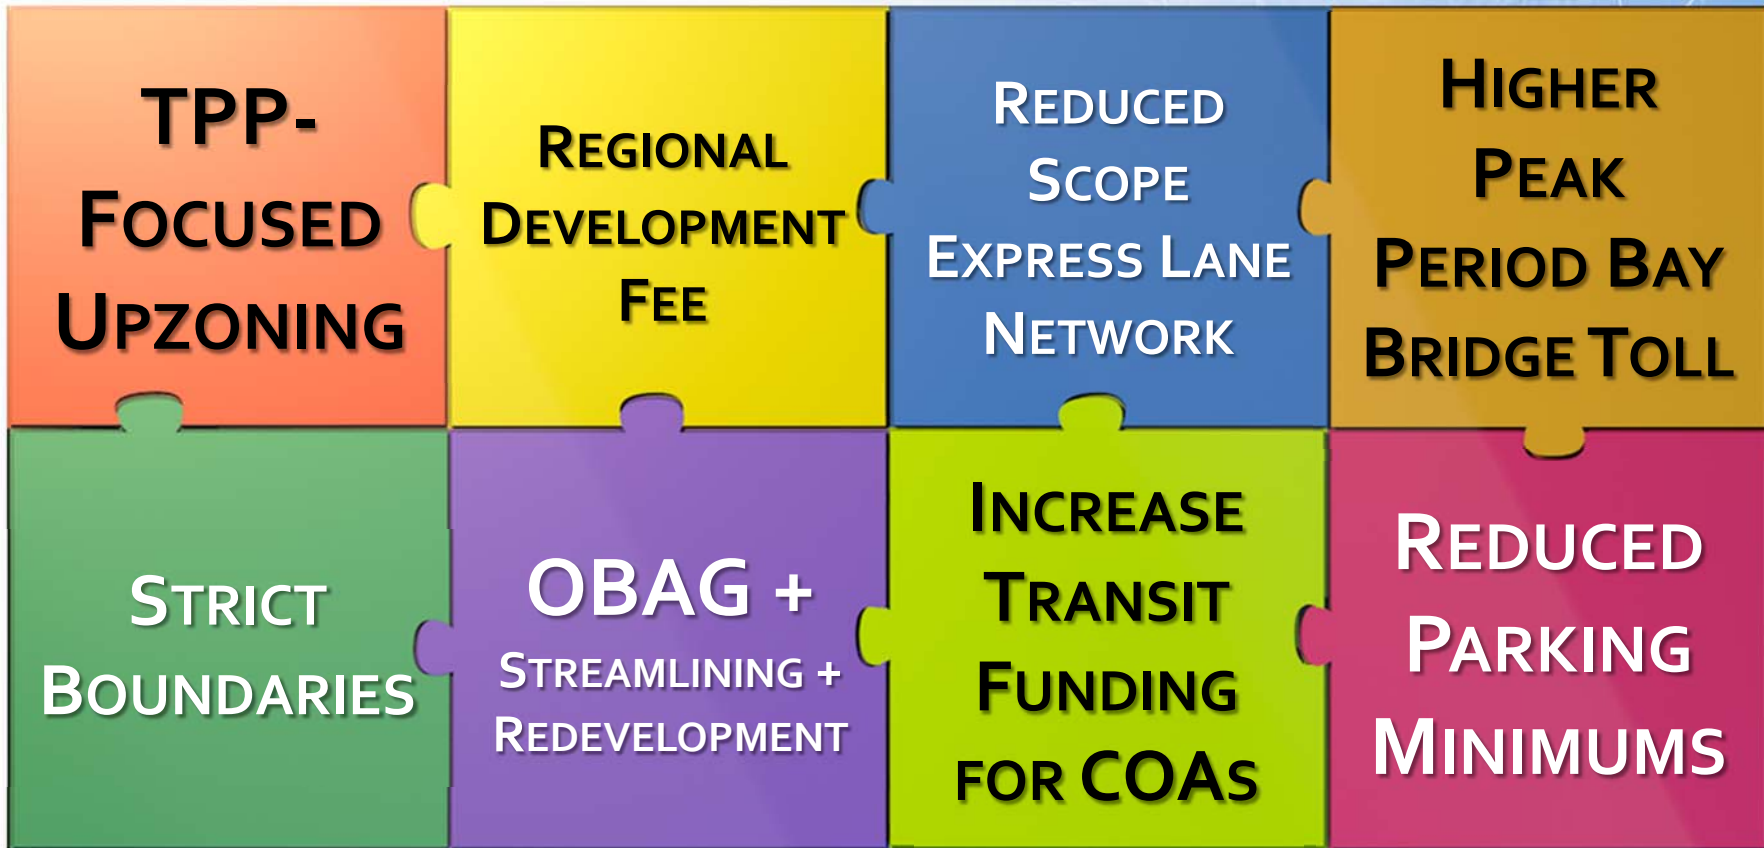 TPP-
FOCUSED
UPZONING
REGIONAL
DEVELOPMENT
FEE
REDUCED
SCOPE
EXPRESS LANE
NETWORK
HIGHER
PEAK
PERIOD BAY
BRIDGE TOLL
STRICT
BOUNDARIES
OBAG +
STREAMLINING +
REDEVELOPMENT
INCREASE
TRANSIT
FUNDING
FOR COAS
REDUCED
PARKING
MINIMUMS